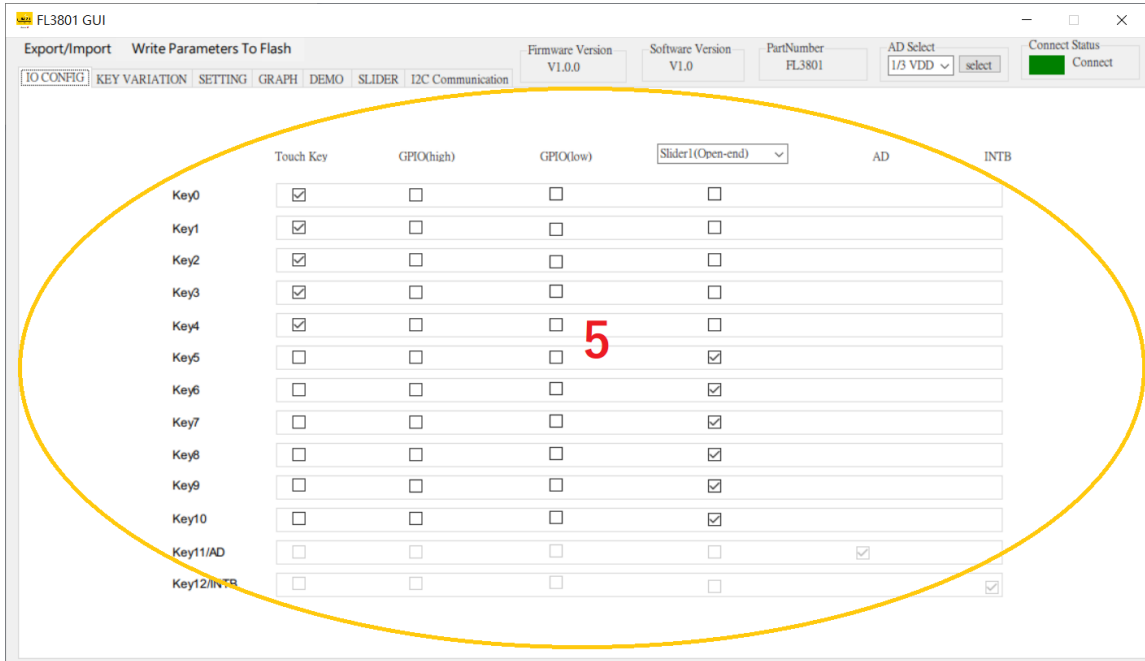 FL3801 GUI
Export/Import Write Parameters To Flash
Firmware Version
V1.0.0
Software Version
V1.0
PartNumber
FL3801
AD Select
1/3 VDD select
Connect Status
Connect
IO CONFIG KEY VARIATION SETTING GRAPH DEMO SLIDER I2C Communication
Touch Key GPIO(high) GPIO(low) Slider1(Open-end) AD INTB
Key0
Key1
Key2
Key3
Key4
5
Key5
Key6
Key7
Key8
Key9
Key10
Key11/AD
Key12/INTB